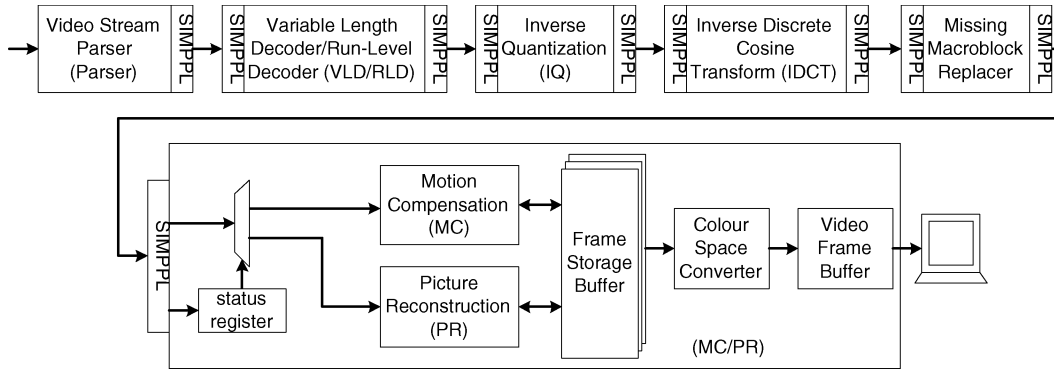 Video Stream
Parser
(Parser)
SIMPPL
SIMPPL
Variable Length
Decoder/Run-Level
Decoder (VLD/RLD)
SIMPPL
SIMPPL
Inverse
Quantization
(IQ)
SIMPPL
SIMPPL
Inverse Discrete
Cosine
Transform (IDCT)
SIMPPL
SIMPPL
Missing
Macroblock
Replacer
SIMPPL
SIMPPL
status
register
Motion
Compensation
(MC)
Picture
Reconstruction
(PR)
Frame
Storage
Buffer
Colour
Space
Converter
Video
Frame
Buffer
(MC/PR)